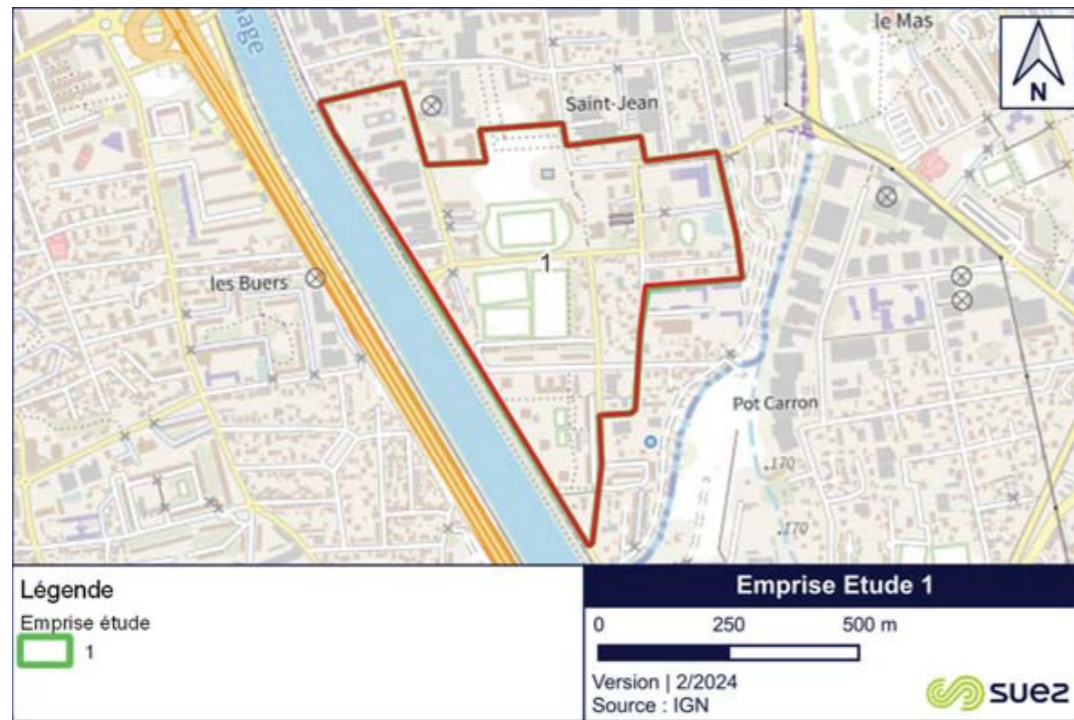 nage
le Mas
N
Saint-Jean
1
les Buers
Pot Carron
170
170
Légende
Emprise étude
1
Emprise Etude 1
0 250 500 m
Version | 2/2024
Source : IGN
suez